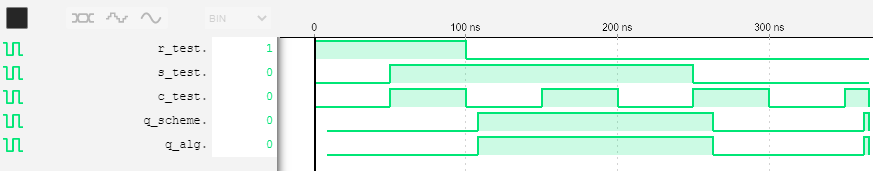 BIN
0 100 ns 200 ns 300 ns
r_test. 1
s_test. 0
c_test. 0
q_scheme. 0
q_alg. 0